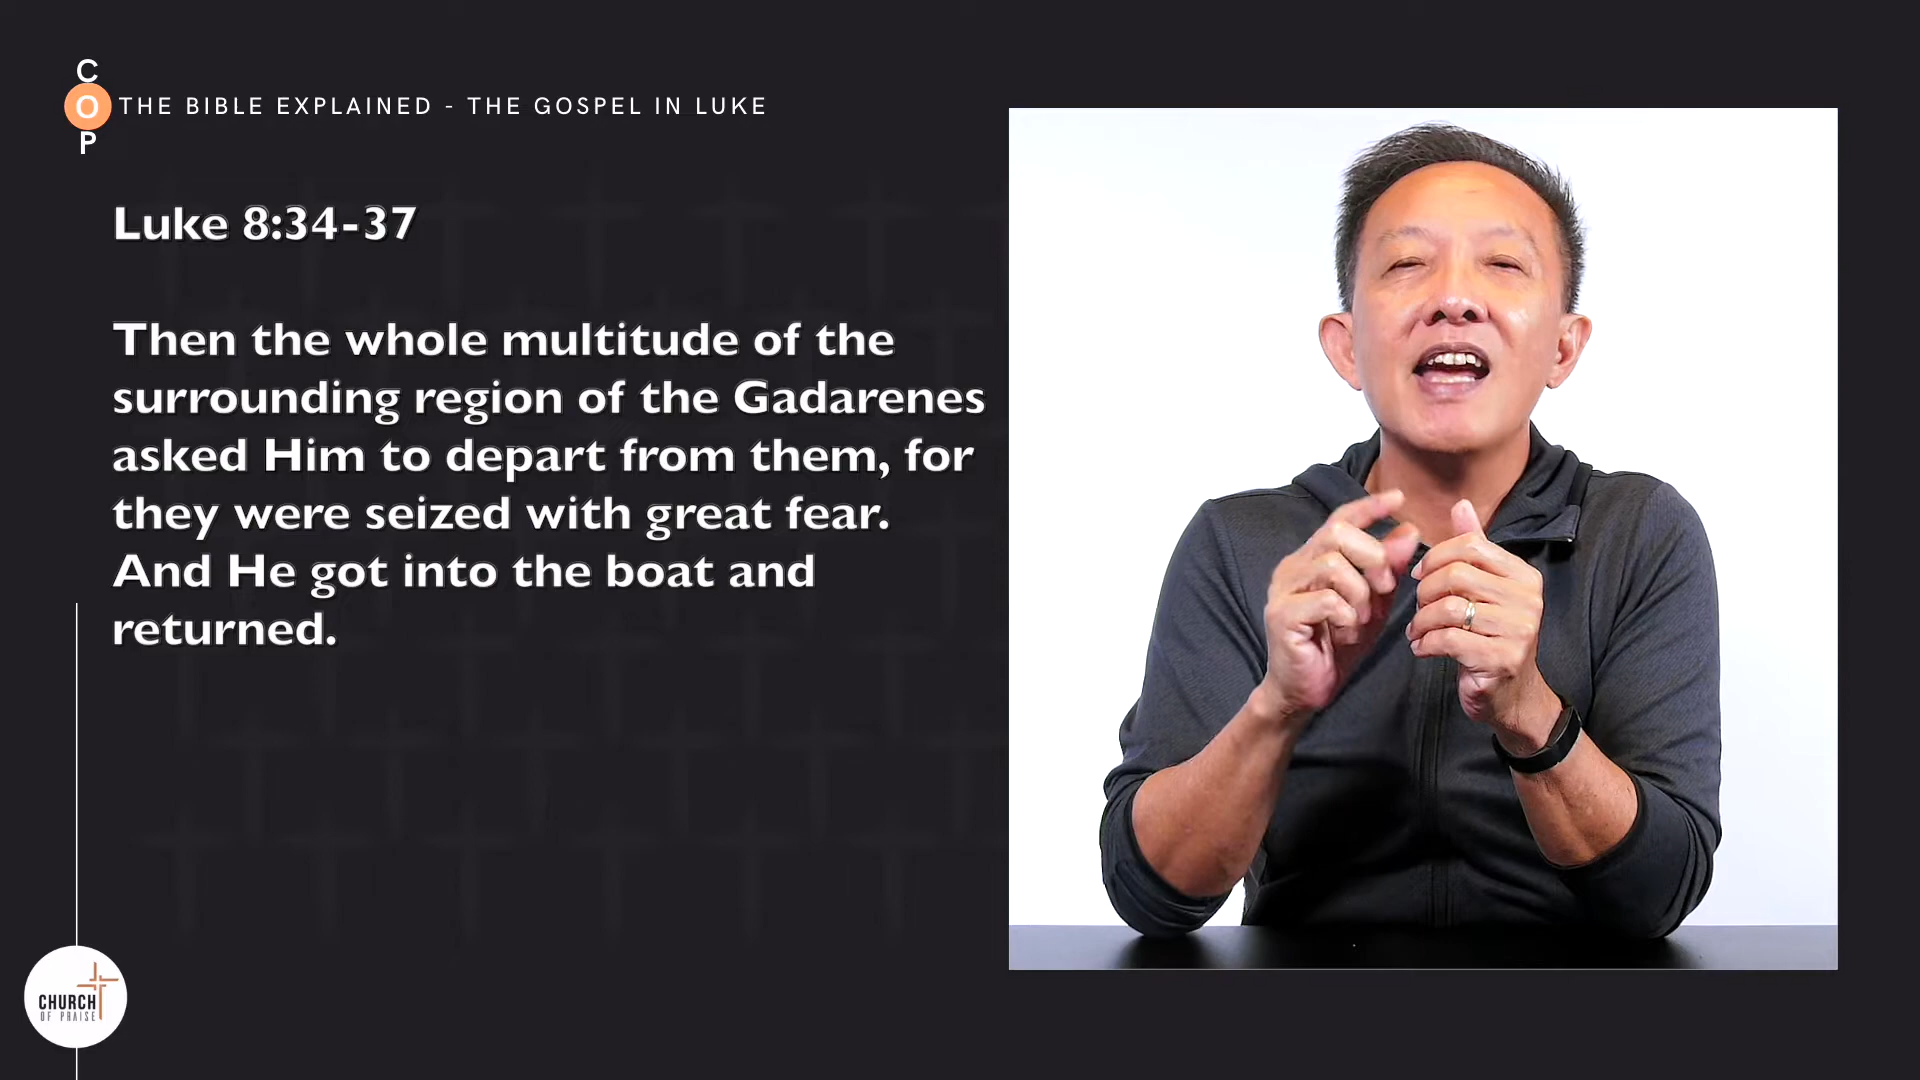 C
O THE BIBLE EXPLAINED - THE GOSPEL IN LUKE
P
Luke 8:34-37
Then the whole multitude of the
surrounding region of the Gadarenes
asked Him to depart from them, for
they were seized with great fear.
And He got into the boat and
returned.
CHURCH
OF PRAISE